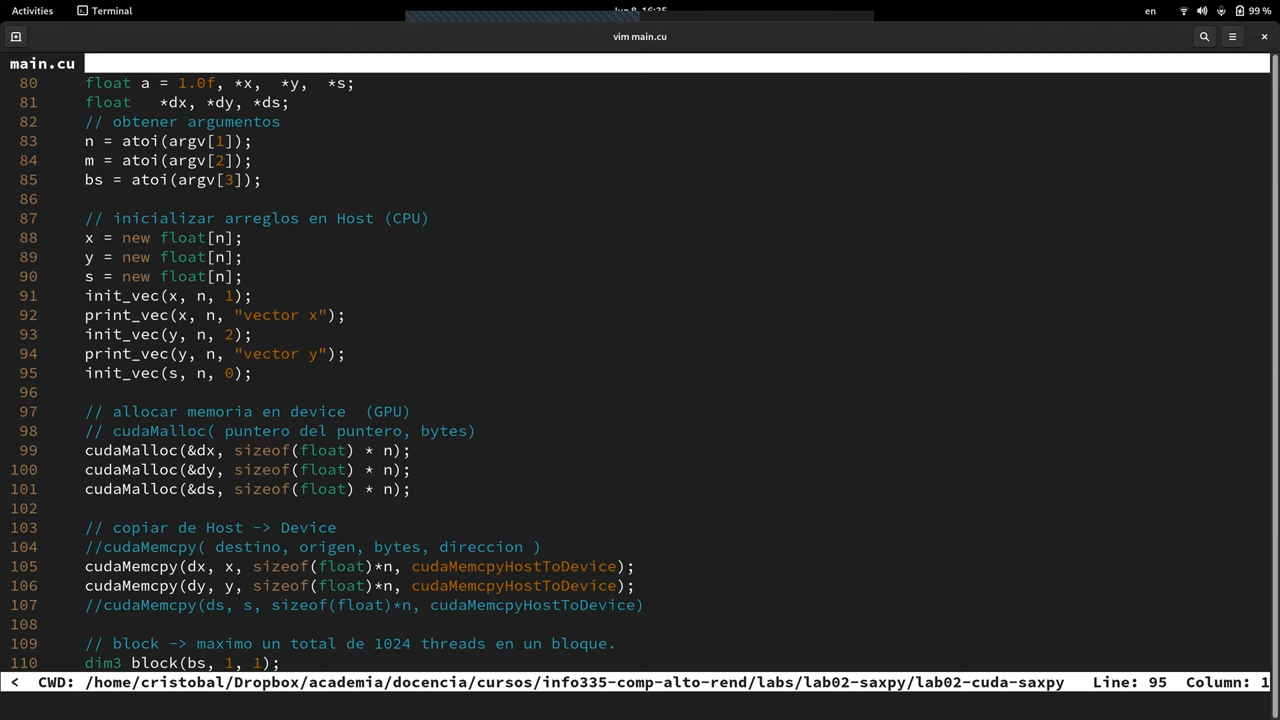 Activities Terminal en 99 %
vim main.cu
main.cu
80 float a = 1.0f, *x, *y, *s;
81 float *dx, *dy, *ds;
82 // obtener argumentos
83 n = atoi(argv[1]);
84 m = atoi(argv[2]);
85 bs = atoi(argv[3]);
86
87 // inicializar arreglos en Host (CPU)
88 x = new float[n];
89 y = new float[n];
90 s = new float[n];
91 init_vec(x, n, 1);
92 print_vec(x, n, "vector x");
93 init_vec(y, n, 2);
94 print_vec(y, n, "vector y");
95 init_vec(s, n, 0);
96
97 // allocar memoria en device  (GPU)
98 // cudaMalloc( puntero del puntero, bytes)
99 cudaMalloc(&dx, sizeof(float) * n);
100 cudaMalloc(&dy, sizeof(float) * n);
101 cudaMalloc(&ds, sizeof(float) * n);
102
103 // copiar de Host -> Device
104 //cudaMemcpy( destino, origen, bytes, direccion )
105 cudaMemcpy(dx, x, sizeof(float)*n, cudaMemcpyHostToDevice);
106 cudaMemcpy(dy, y, sizeof(float)*n, cudaMemcpyHostToDevice);
107 //cudaMemcpy(ds, s, sizeof(float)*n, cudaMemcpyHostToDevice)
108
109 // block -> maximo un total de 1024 threads en un bloque.
110 dim3 block(bs, 1, 1);
< CWD: /home/cristobal/Dropbox/academia/docencia/cursos/info335-comp-alto-rend/labs/lab02-saxpy/lab02-cuda-saxpy Line: 95 Column: 1